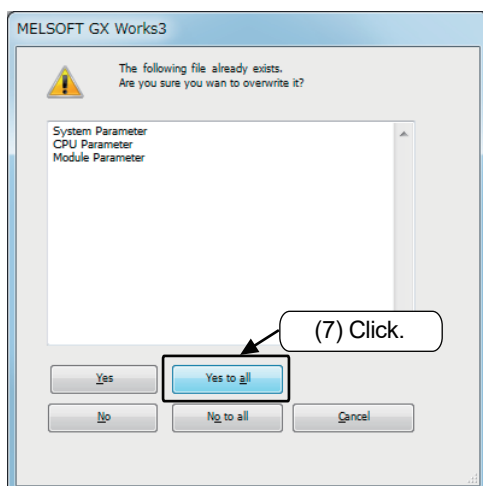 MELSOFT GX Works3
The following file already exists.
Are you sure you wan to overwrite it?
System Parameter
CPU Parameter
Module Parameter
(7) Click.
Yes
Yes to all
No
No to all
Cancel